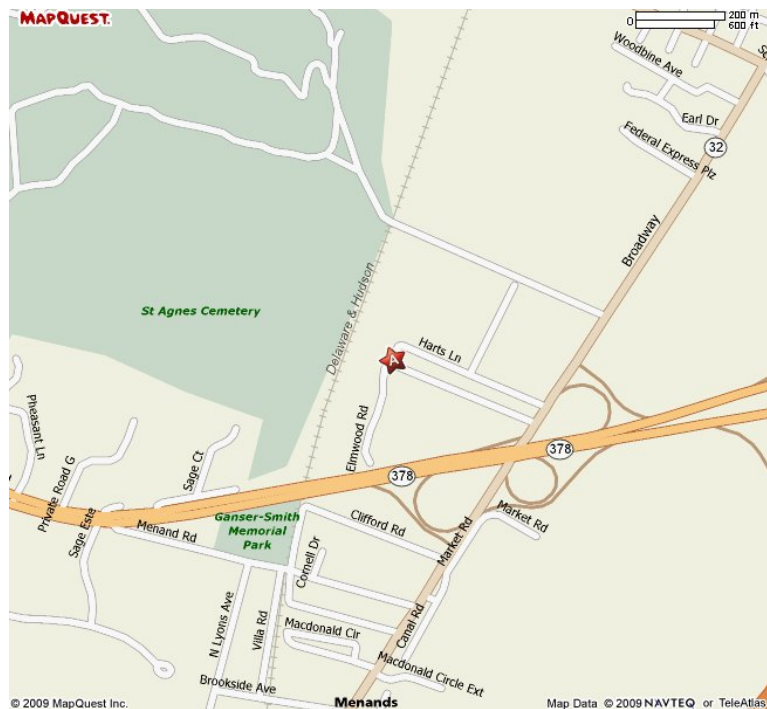 MAPQUEST.
0 200 m
600 ft
Woodbine Ave
Earl Dr
Federal Express Plz
32
Broadway
Delaware & Hudson
St Agnes Cemetery
Harts Ln
A
Elmwood Rd
Pheasant Ln
Private Road G
Sage Ct
378
378
Sage Este
Menand Rd
Ganser-Smith
Memorial
Park
Clifford Rd
Market Rd
Market Rd
Cornell Dr
N Lyons Ave
Villa Rd
Canal Rd
Macdonald Cir
Macdonald Circle Ext
Brookside Ave
Menands
© 2009 MapQuest Inc.
Map Data © 2009 NAVTEQ or TeleAtlas